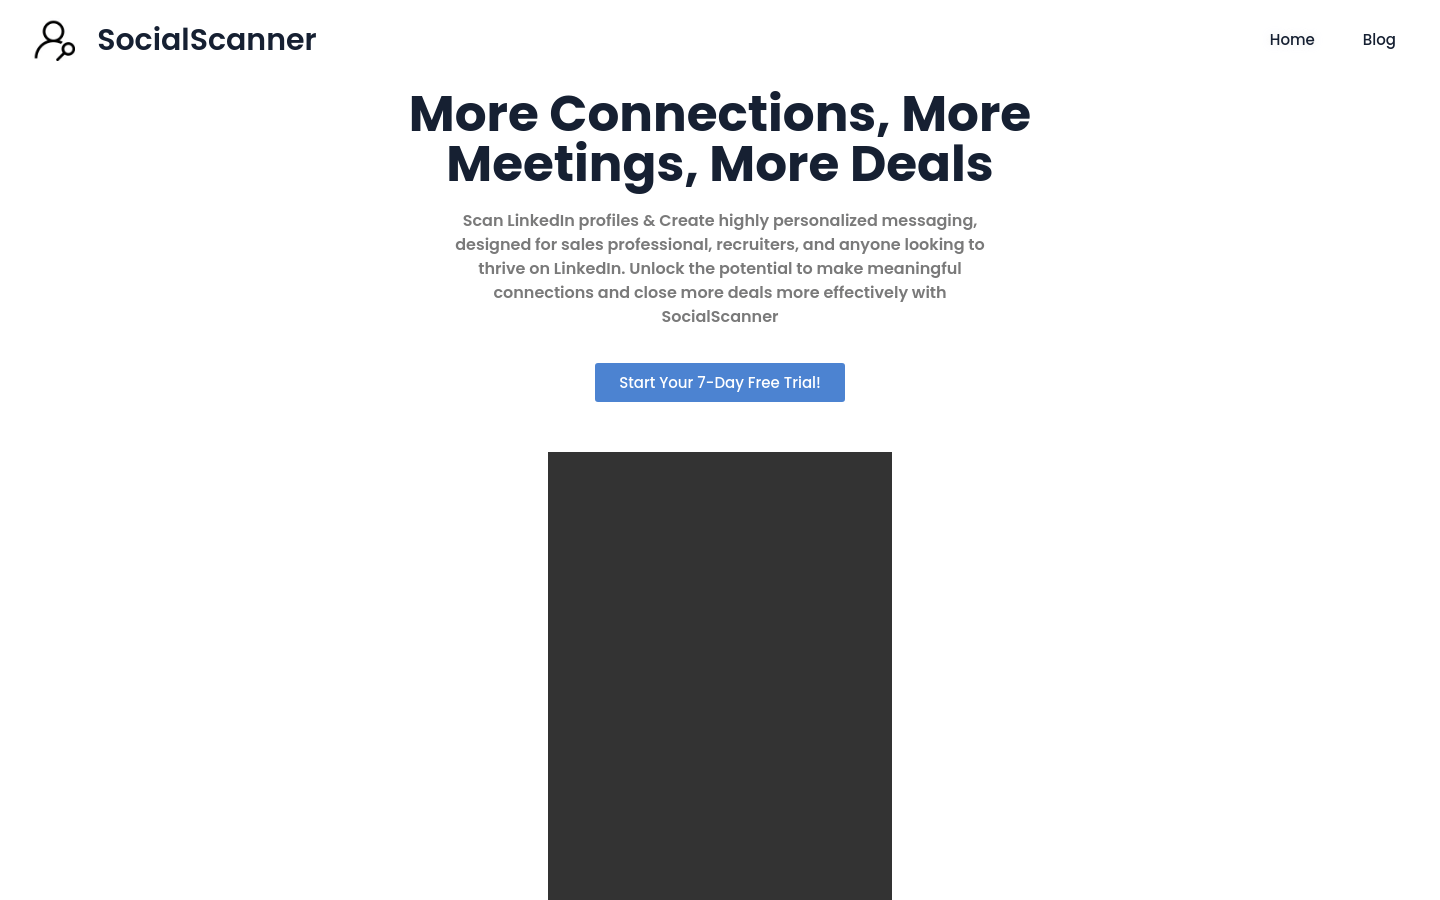 SocialScanner
Home
Blog
More Connections, More
Meetings, More Deals
Scan LinkedIn profiles & Create highly personalized messaging,
designed for sales professional, recruiters, and anyone looking to
thrive on LinkedIn. Unlock the potential to make meaningful
connections and close more deals more effectively with
SocialScanner
Start Your 7-Day Free Trial!